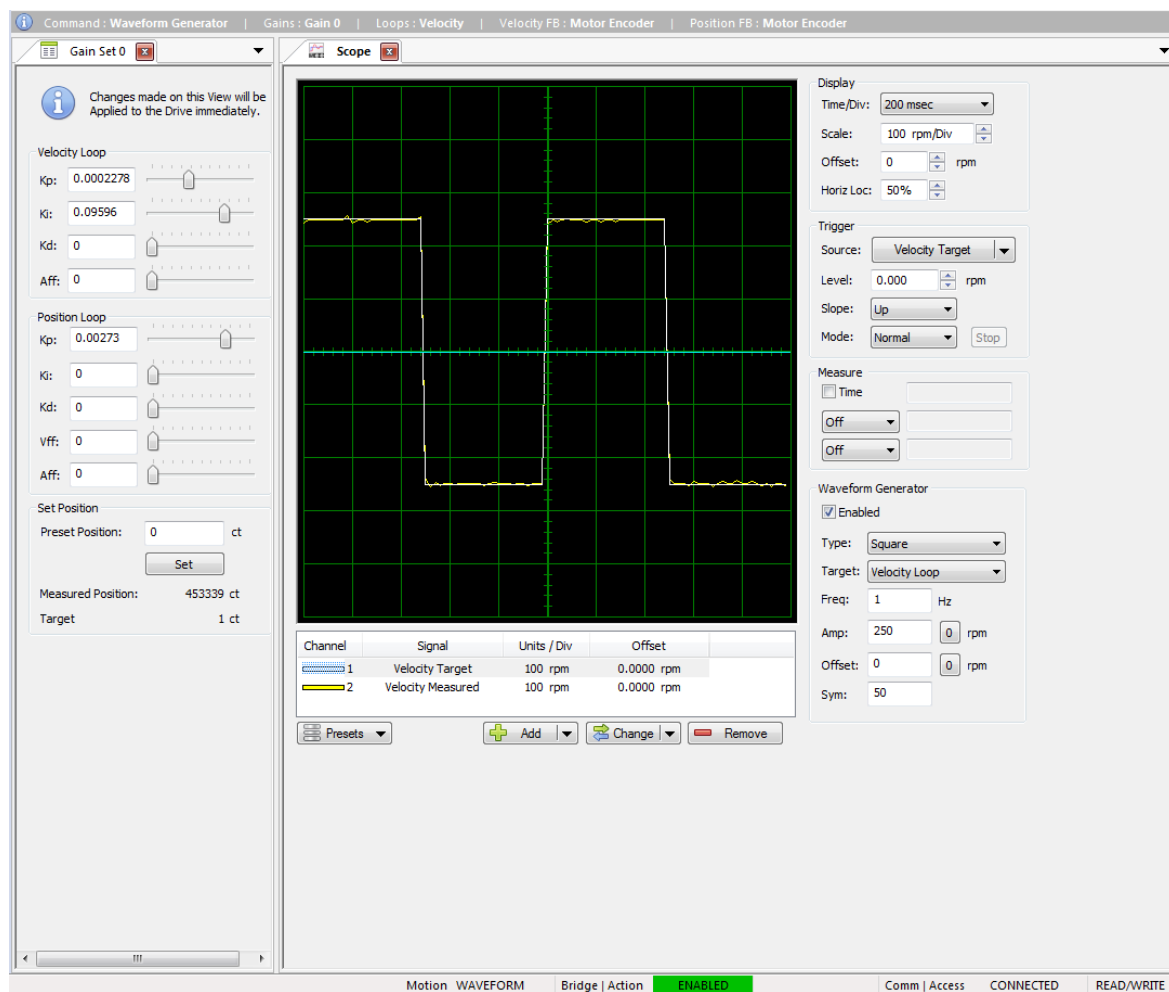 Command : Waveform Generator | Gains : Gain 0 | Loops : Velocity | Velocity FB : Motor Encoder | Position FB : Motor Encoder
Gain Set 0
Changes made on this View will be
Applied to the Drive immediately.
Velocity Loop
Kp: 0.0002278
Ki: 0.09596
Kd: 0
Aff: 0
Position Loop
Kp: 0.00273
Ki: 0
Kd: 0
Vff: 0
Aff: 0
Set Position
Preset Position: 0 ct
Set
Measured Position: 453339 ct
Target 1 ct
Scope
Channel Signal Units / Div Offset
1 Velocity Target 100 rpm 0.0000 rpm
2 Velocity Measured 100 rpm 0.0000 rpm
Presets Add Change Remove
Display
Time/Div: 200 msec
Scale: 100 rpm/Div
Offset: 0 rpm
Horiz Loc: 50%
Trigger
Source: Velocity Target
Level: 0.000 rpm
Slope: Up
Mode: Normal Stop
Measure
Time
Off
Off
Waveform Generator
Enabled
Type: Square
Target: Velocity Loop
Freq: 1 Hz
Amp: 250 0 rpm
Offset: 0 0 rpm
Sym: 50
Motion WAVEFORM Bridge | Action ENABLED Comm | Access CONNECTED READ/WRITE